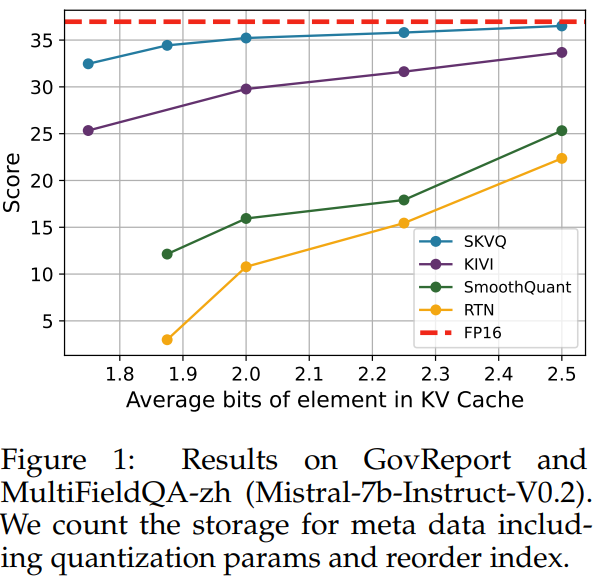 35
30
25
20
15
10
5
Score
SKVQ
KIVI
SmoothQuant
RTN
FP16
1.8 1.9 2.0 2.1 2.2 2.3 2.4 2.5
Average bits of element in KV Cache
Figure 1: Results on GovReport and
MultiFieldQA-zh (Mistral-7b-Instruct-V0.2).
We count the storage for meta data includ-
ing quantization params and reorder index.